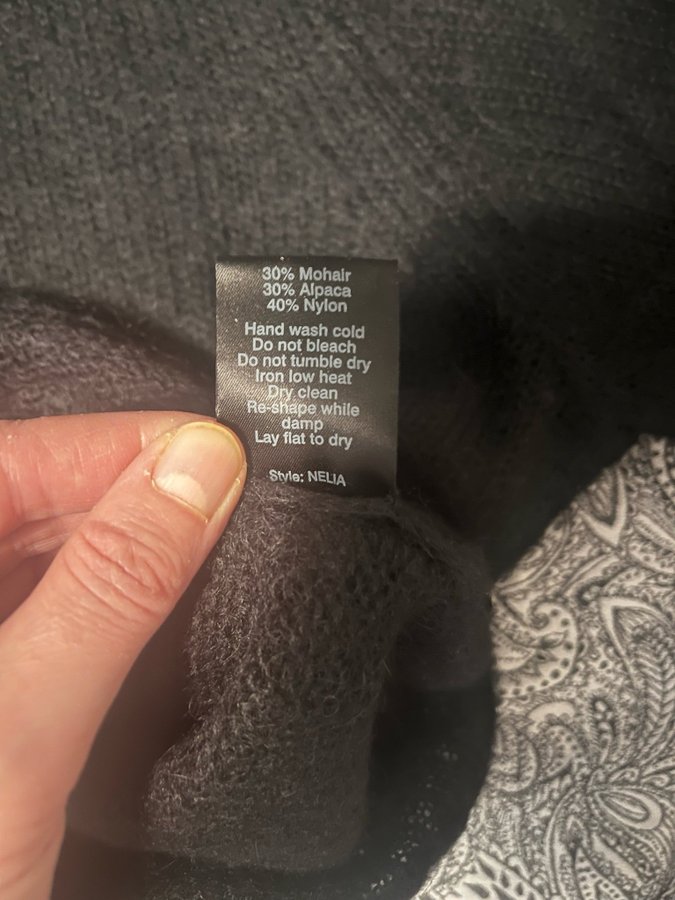 30% Mohair
30% Alpaca
40% Nylon
Hand wash cold
Do not bleach
Do not tumble dry
Iron low heat
Dry clean
Re-shape while
damp
Lay flat to dry
Style: NELIA